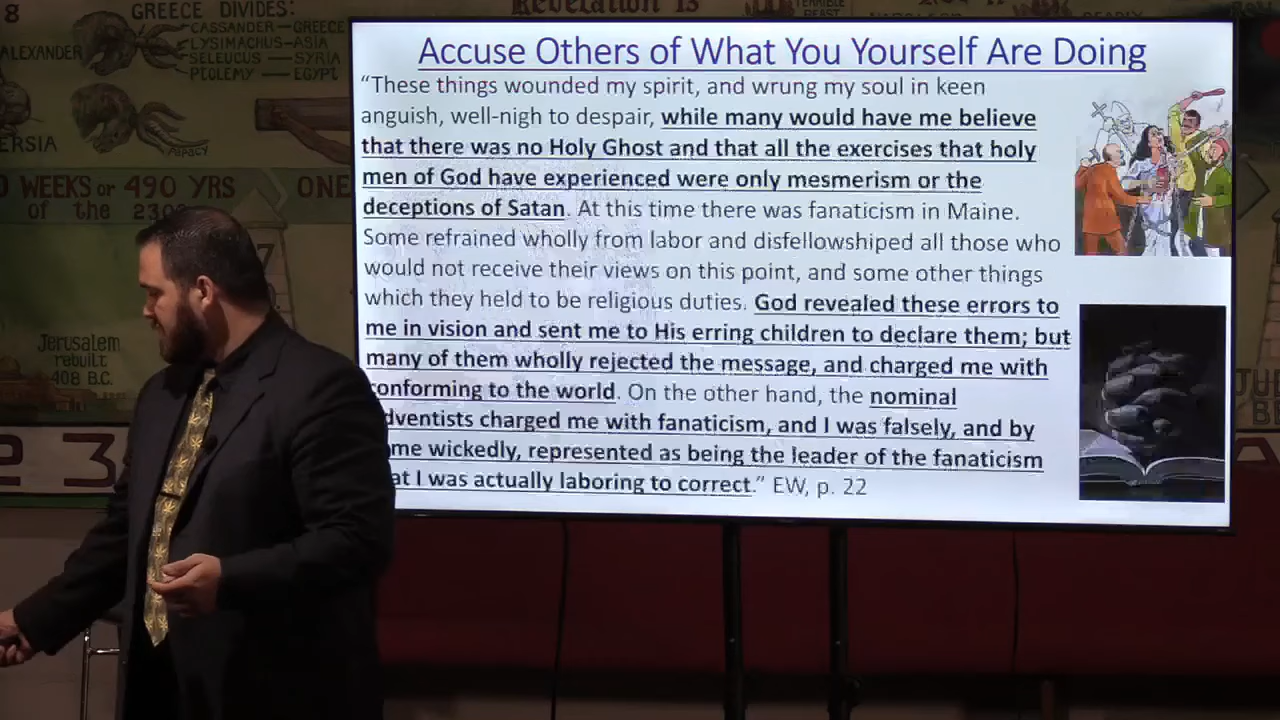 8
GREECE DIVIDES:
CASSANDER—GREECE
LYSIMACHUS—ASIA
SELEUCUS—SYRIA
PTOLEMY—EGYPT
ALEXANDER
PAPACY
ERSIA
WEEKS or 490 YRS
of the 230
ONE
Jerusalem
rebuilt
408 B.C.
2 3
Revelation 13
Accuse Others of What You Yourself Are Doing
“These things wounded my spirit, and wrung my soul in keen
anguish, well-nigh to despair, while many would have me believe
that there was no Holy Ghost and that all the exercises that holy
men of God have experienced were only mesmerism or the
deceptions of Satan. At this time there was fanaticism in Maine.
Some refrained wholly from labor and disfellowshiped all those who
would not receive their views on this point, and some other things
which they held to be religious duties. God revealed these errors to
me in vision and sent me to His erring children to declare them; but
many of them wholly rejected the message, and charged me with
conforming to the world. On the other hand, the nominal
dventists charged me with fanaticism, and I was falsely, and by
me wickedly, represented as being the leader of the fanaticism
at I was actually laboring to correct.” EW, p. 22